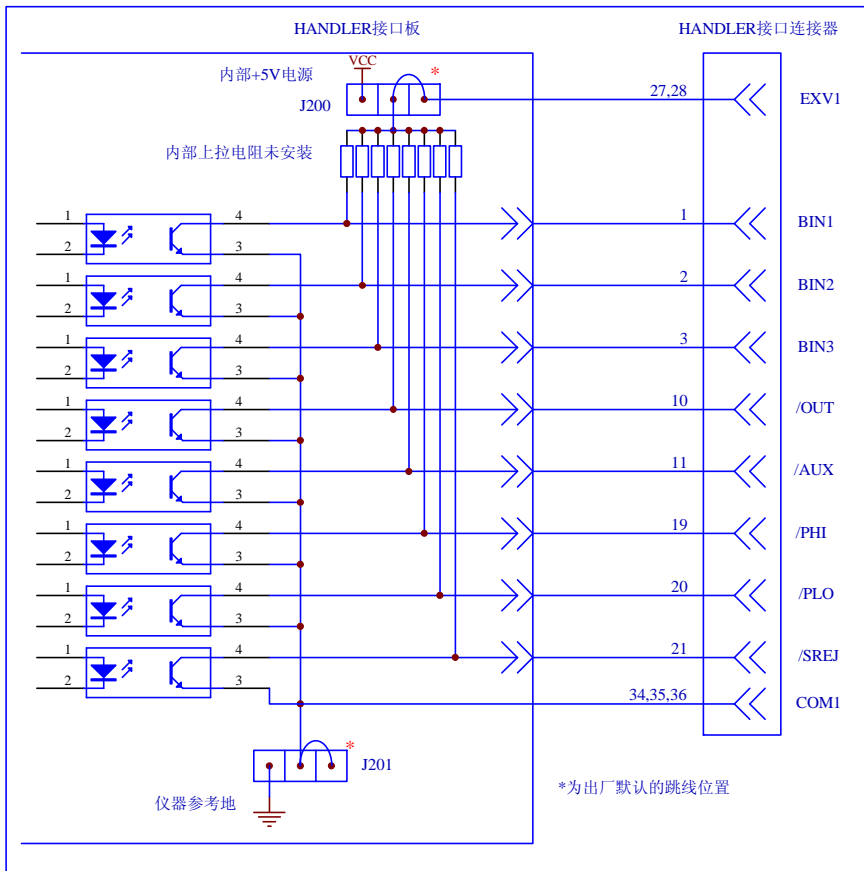 HANDLER接口板 HANDLER接口连接器
内部+5V电源 VCC *
J200 27,28 EXV1
内部上拉电阻未安装
1 4 1 BIN1
2 3
1 4 2 BIN2
2 3
1 4 3 BIN3
2 3
1 4 10 /OUT
2 3
1 4 11 /AUX
2 3
1 4 19 /PHI
2 3
1 4 20 /PLO
2 3
1 4 21 /SREJ
2 3
34,35,36 COM1
* J201
*为出厂默认的跳线位置
仪器参考地